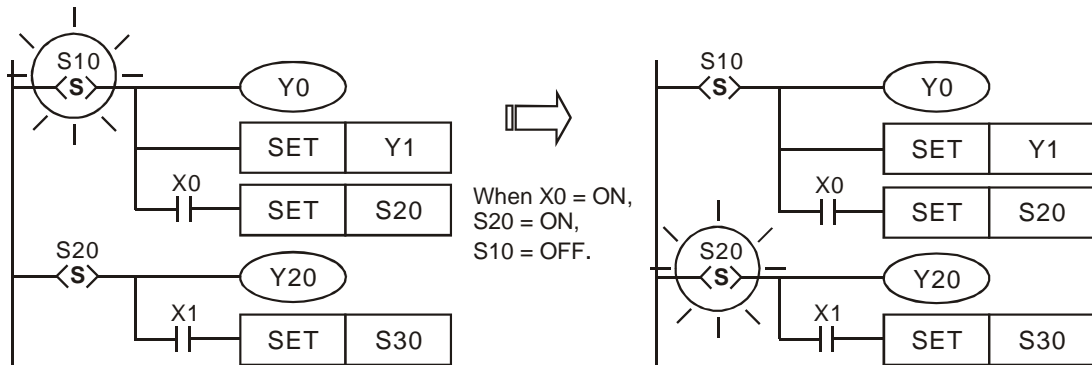 S10
S
Y0
SET Y1
X0
SET S20
S20
S
Y20
X1
SET S30
When X0 = ON,
S20 = ON,
S10 = OFF.
S10
S
Y0
SET Y1
X0
SET S20
S20
S
Y20
X1
SET S30